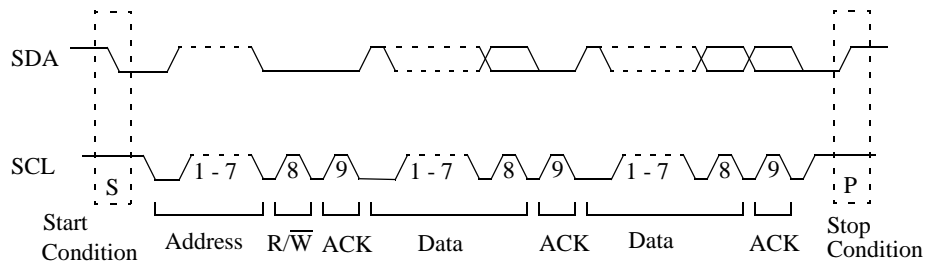 SDA
SCL
1 - 7 8 9 1 - 7 8 9 1 - 7 8 9
S P
Start
Condition
Address R/W̅ ACK Data ACK Data ACK
Stop
Condition